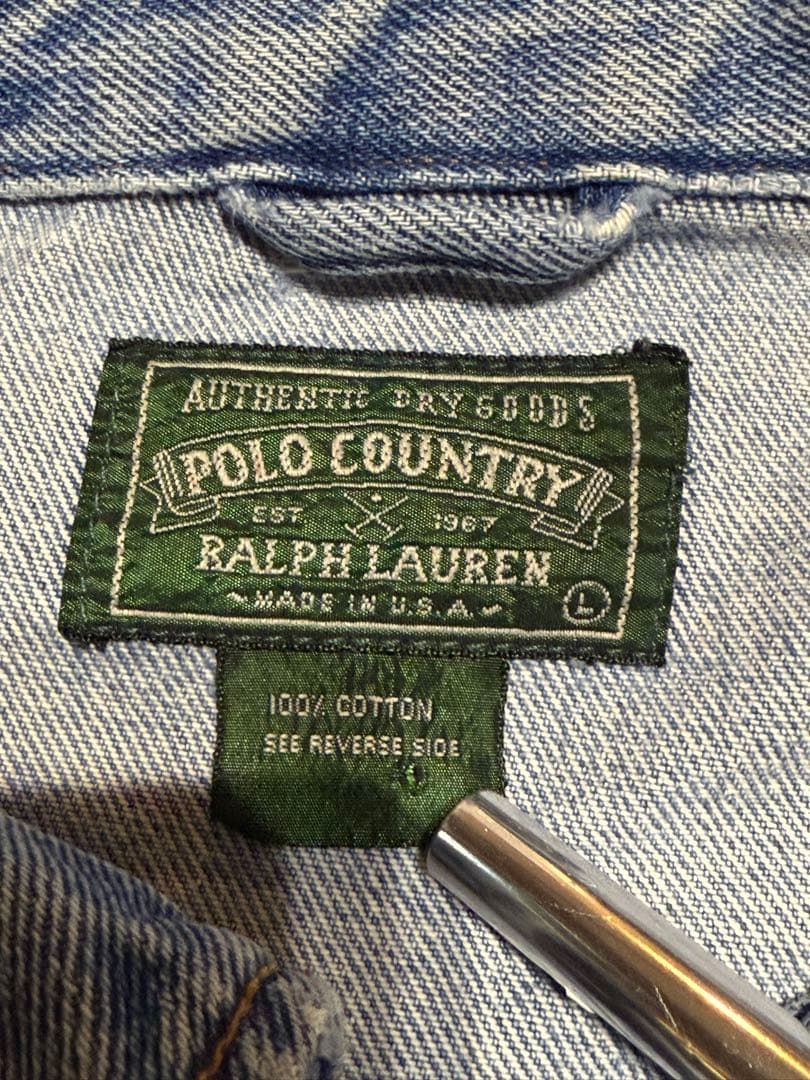 AUTHENTIC DRY GOODS
POLO COUNTRY
EST 1967
RALPH LAUREN
MADE IN U.S.A.
L
100% COTTON
SEE REVERSE SIDE